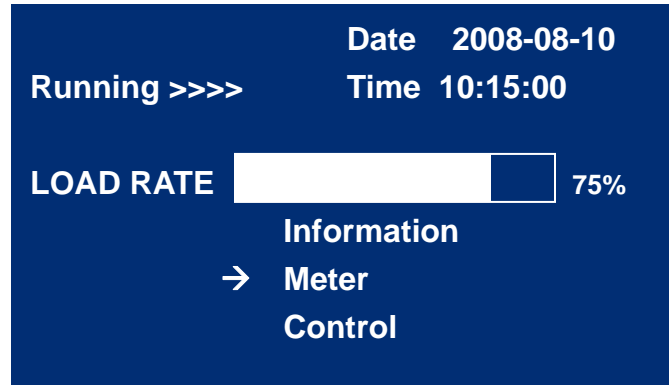 Date 2008-08-10
Running >>>> Time 10:15:00
LOAD RATE 75%
Information
→ Meter
Control